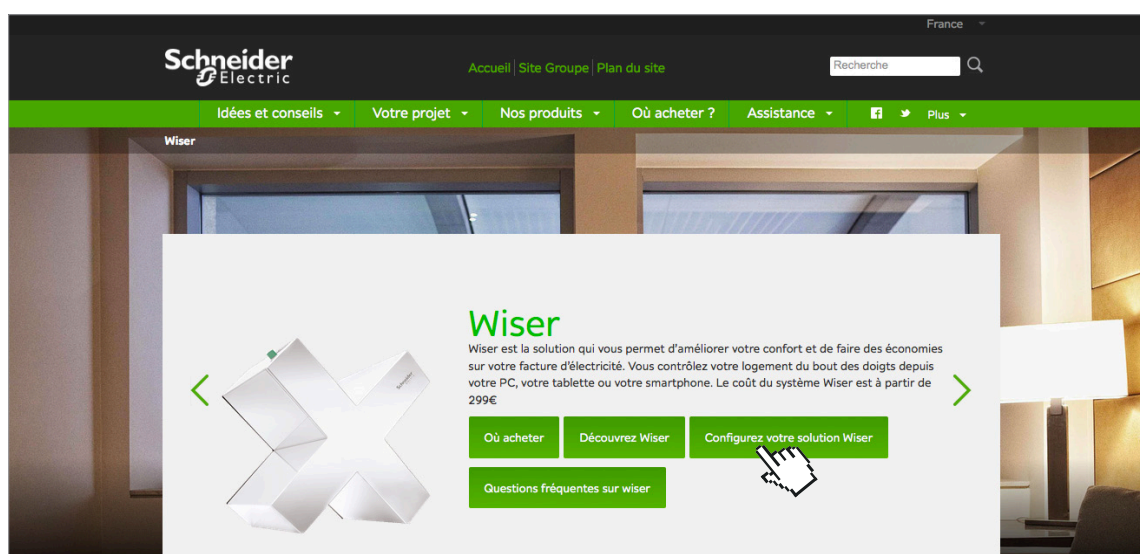 France
Schneider
Electric
Accueil | Site Groupe | Plan du site
Recherche
Idées et conseils
Votre projet
Nos produits
Où acheter ?
Assistance
Plus
Wiser
Wiser
Wiser est la solution qui vous permet d'améliorer votre confort et de faire des économies
sur votre facture d'électricité. Vous contrôlez votre logement du bout des doigts depuis
votre PC, votre tablette ou votre smartphone. Le coût du système Wiser est à partir de
299€
Où acheter
Découvrez Wiser
Configurez votre solution Wiser
Questions fréquentes sur wiser